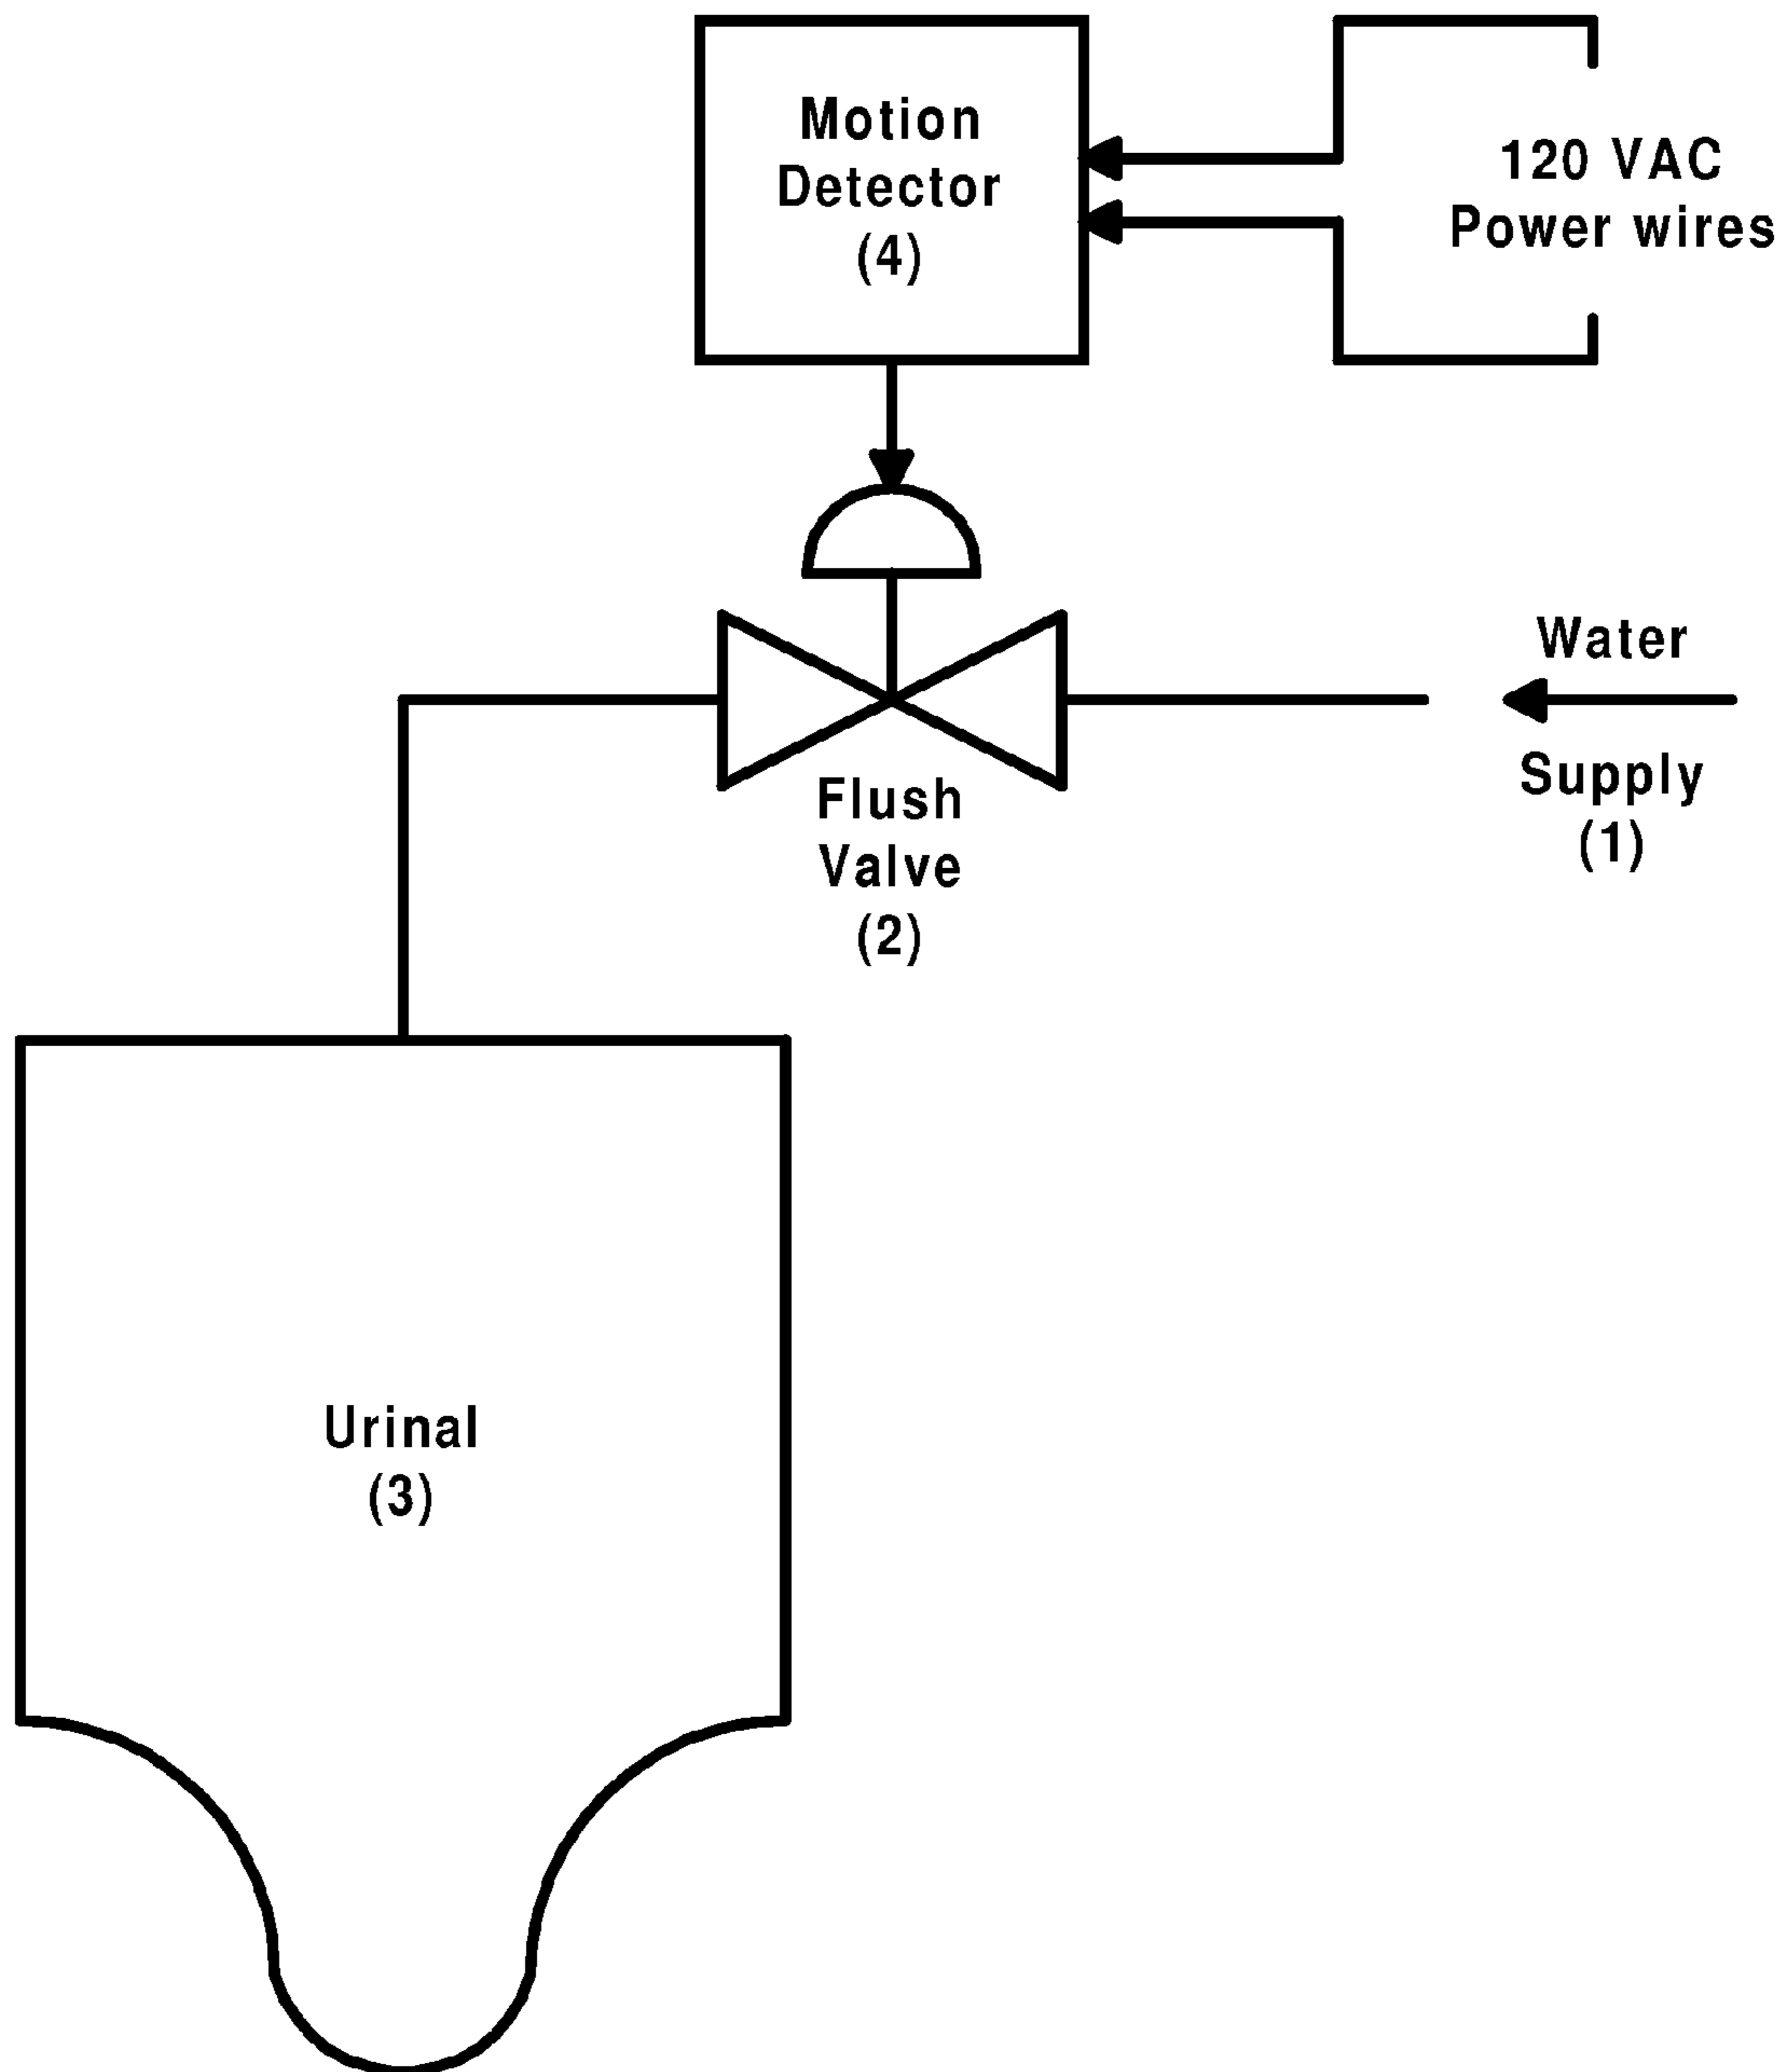 Motion
Detector
(4)
120 VAC
Power wires
Water
Supply
(1)
Flush
Valve
(2)
Urinal
(3)